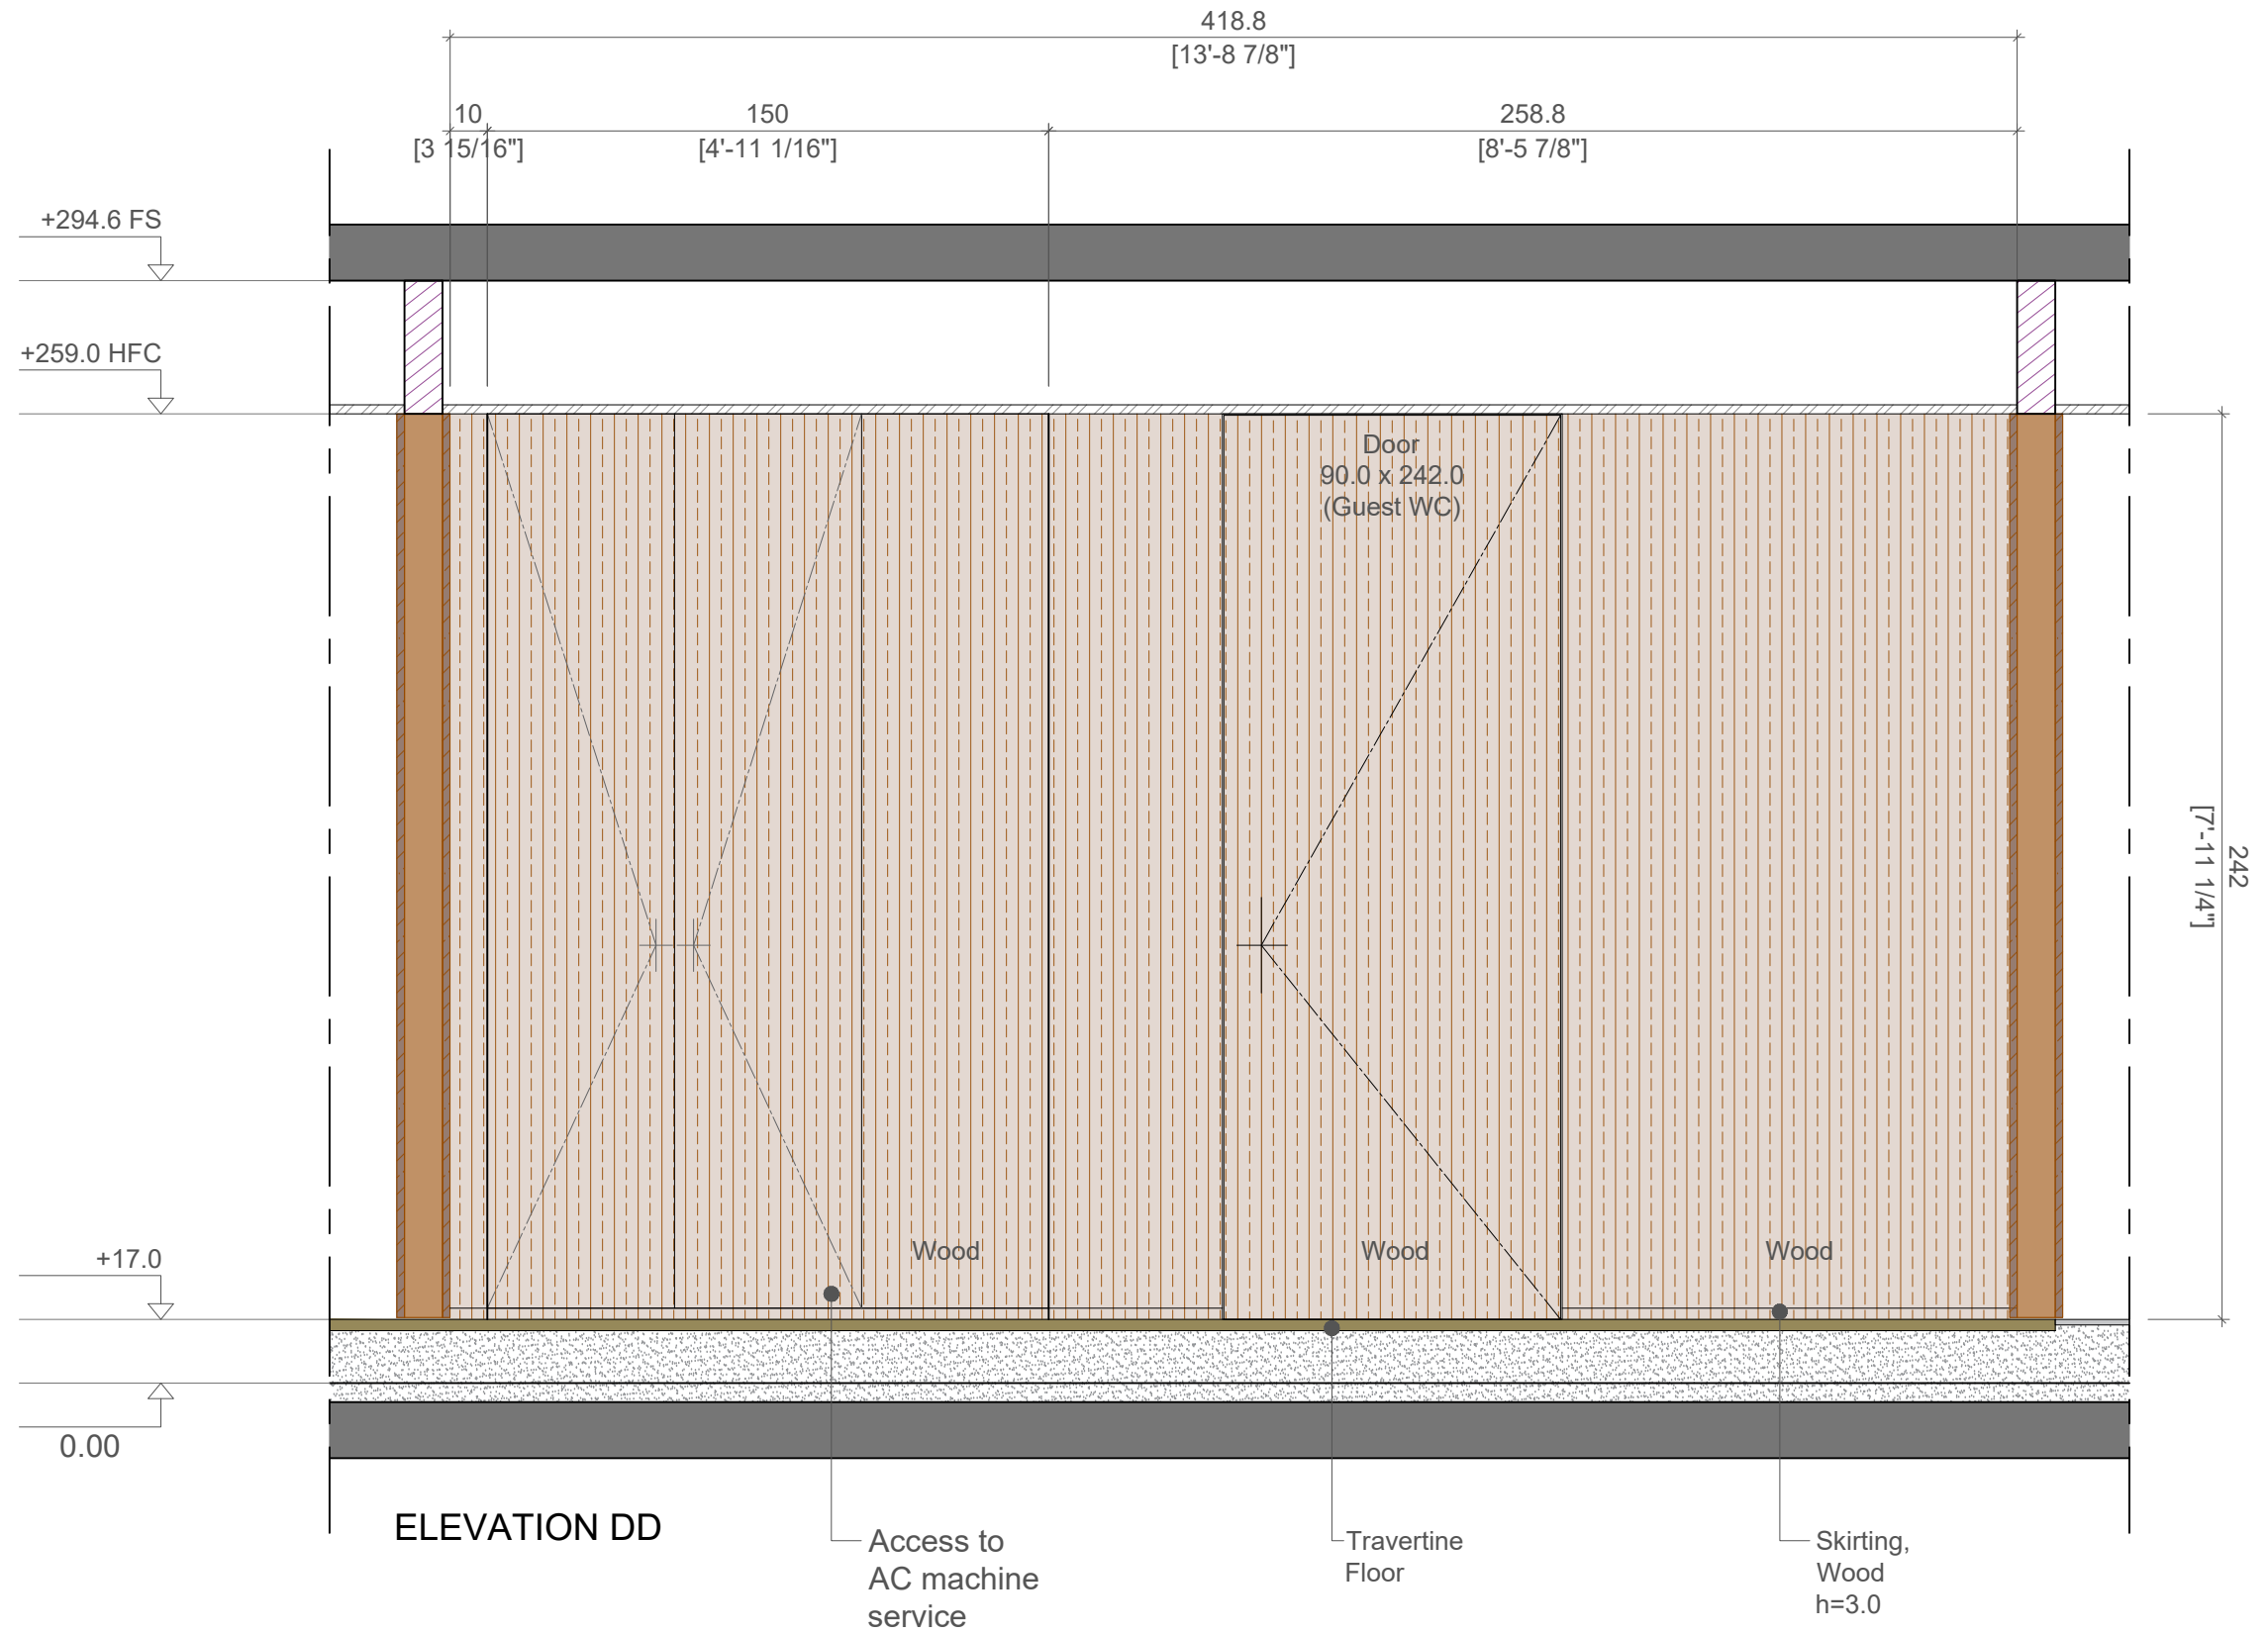 418.8
[13'-8 7/8"]
10
150
258.8
[3 15/16"]
[4'-11 1/16"]
[8'-5 7/8"]
+294.6 FS
+259.0 HFC
Door
90.0 x 242.0
(Guest WC)
242
[7'-11 1/4"]
Wood
Wood
Wood
+17.0
0.00
ELEVATION DD
Access to
AC machine
service
Travertine
Floor
Skirting,
Wood
h=3.0